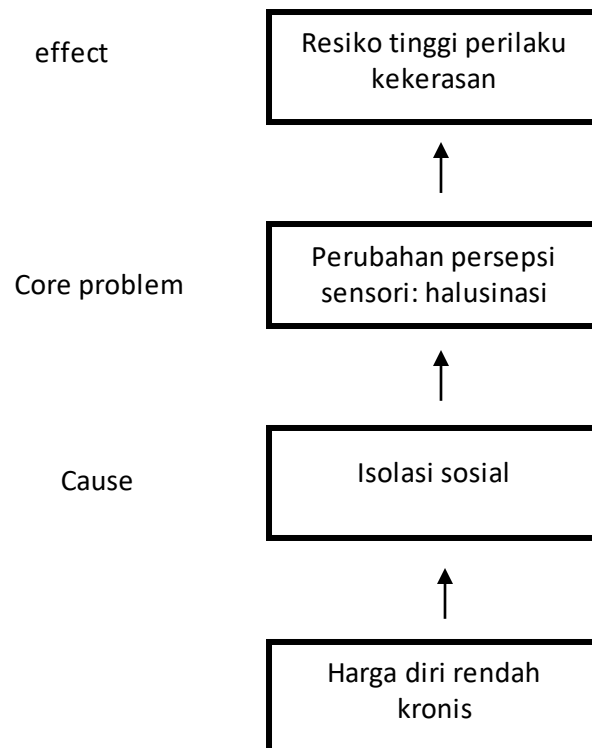 effect
Resiko tinggi perilaku
kekerasan
Core problem
Perubahan persepsi
sensori: halusinasi
Cause
Isolasi sosial
Harga diri rendah
kronis